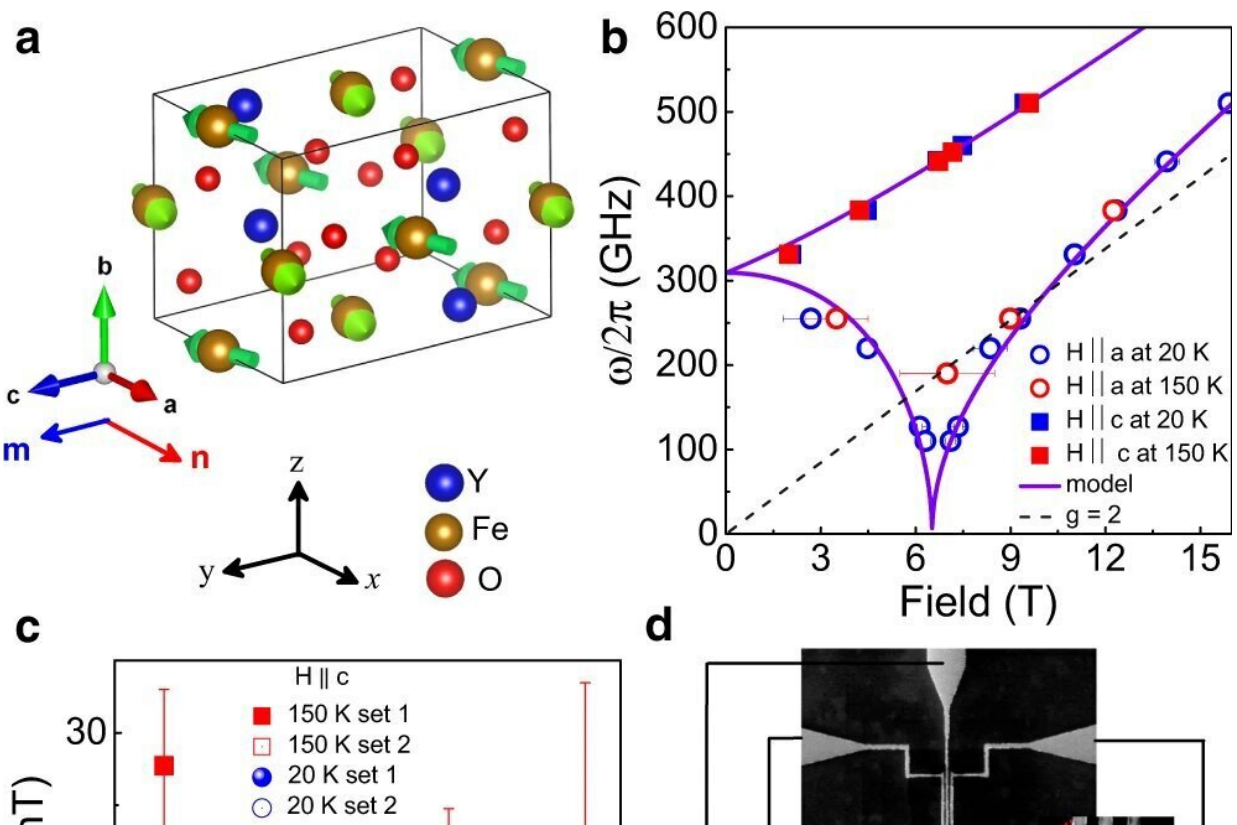 a
b
c
a
m
n
z
y
x
Y
Fe
O
b
600
500
400
300
200
100
0
0 3 6 9 12 15
ω/2π (GHz)
Field (T)
H || a at 20 K
H || a at 150 K
H || c at 20 K
H || c at 150 K
model
g = 2
c
30
H ∥ c
150 K set 1
150 K set 2
20 K set 1
20 K set 2
d